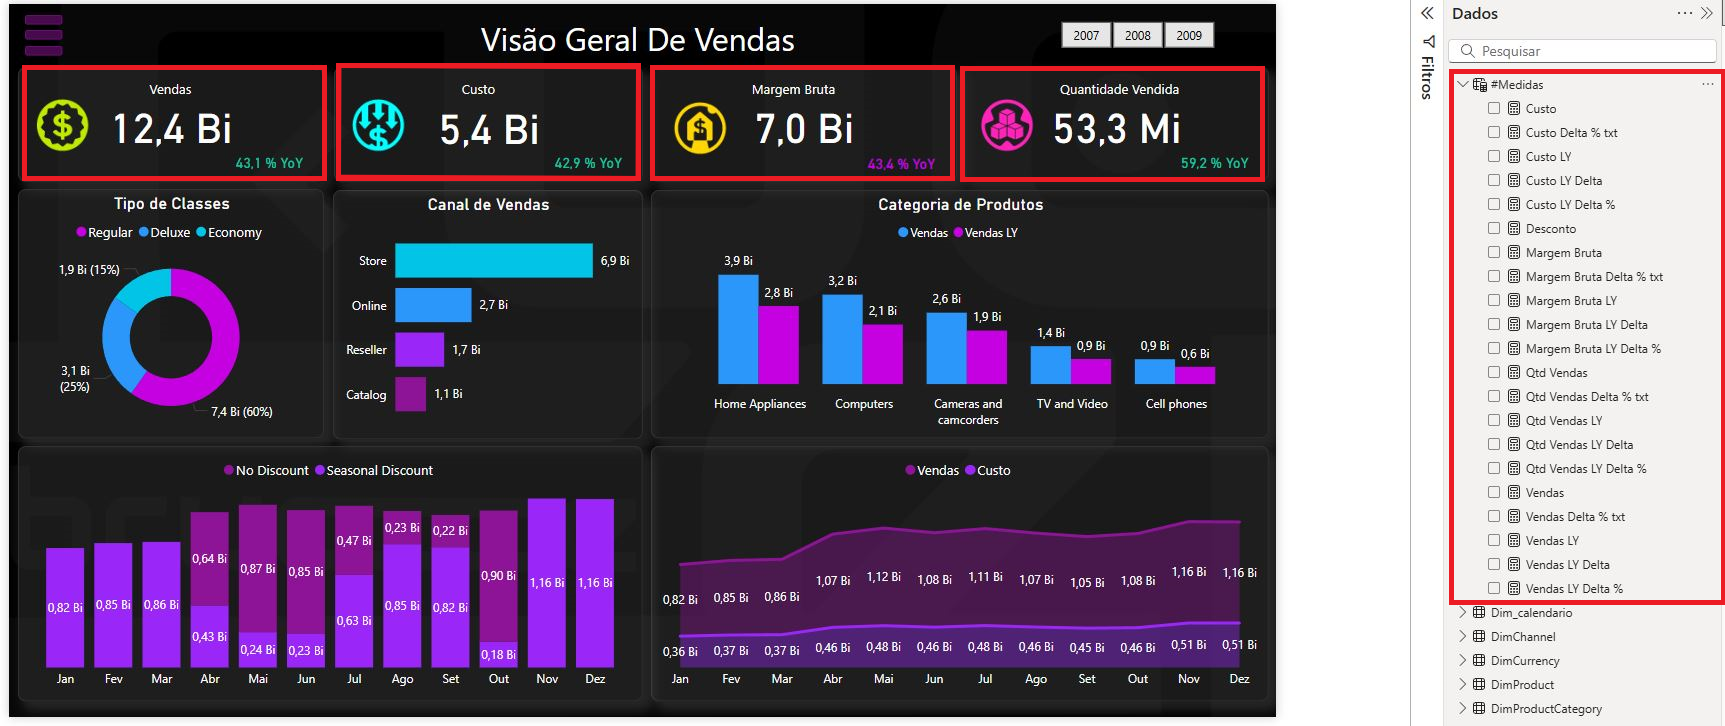 Visão Geral De Vendas
2007 2008 2009
Vendas
12,4 Bi
43,1 % YoY
Custo
5,4 Bi
42,9 % YoY
Margem Bruta
7,0 Bi
43,4 % YoY
Quantidade Vendida
53,3 Mi
59,2 % YoY
Tipo de Classes
Regular Deluxe Economy
1,9 Bi (15%)
3,1 Bi
(25%)
7,4 Bi (60%)
Canal de Vendas
Store 6,9 Bi
Online 2,7 Bi
Reseller 1,7 Bi
Catalog 1,1 Bi
Categoria de Produtos
Vendas Vendas LY
3,9 Bi 2,8 Bi 3,2 Bi 2,1 Bi 2,6 Bi 1,9 Bi 1,4 Bi 0,9 Bi 0,9 Bi 0,6 Bi
Home Appliances Computers Cameras and TV and Video Cell phones
camcorders
No Discount Seasonal Discount
0,64 Bi 0,87 Bi 0,85 Bi 0,47 Bi 0,23 Bi 0,22 Bi 0,90 Bi
0,82 Bi 0,85 Bi 0,86 Bi 0,43 Bi 0,24 Bi 0,23 Bi 0,63 Bi 0,85 Bi 0,82 Bi 0,18 Bi 1,16 Bi 1,16 Bi
Jan Fev Mar Abr Mai Jun Jul Ago Set Out Nov Dez
Vendas Custo
0,82 Bi 0,85 Bi 0,86 Bi 1,07 Bi 1,12 Bi 1,08 Bi 1,11 Bi 1,07 Bi 1,05 Bi 1,08 Bi 1,16 Bi 1,16 Bi
0,36 Bi 0,37 Bi 0,37 Bi 0,46 Bi 0,48 Bi 0,46 Bi 0,48 Bi 0,46 Bi 0,45 Bi 0,46 Bi 0,51 Bi 0,51 Bi
Jan Fev Mar Abr Mai Jun Jul Ago Set Out Nov Dez
Filtros
Dados
Pesquisar
#Medidas
Custo
Custo Delta % txt
Custo LY
Custo LY Delta
Custo LY Delta %
Desconto
Margem Bruta
Margem Bruta Delta % txt
Margem Bruta LY
Margem Bruta LY Delta
Margem Bruta LY Delta %
Qtd Vendas
Qtd Vendas Delta % txt
Qtd Vendas LY
Qtd Vendas LY Delta
Qtd Vendas LY Delta %
Vendas
Vendas Delta % txt
Vendas LY
Vendas LY Delta
Vendas LY Delta %
Dim_calendario
DimChannel
DimCurrency
DimProduct
DimProductCategory